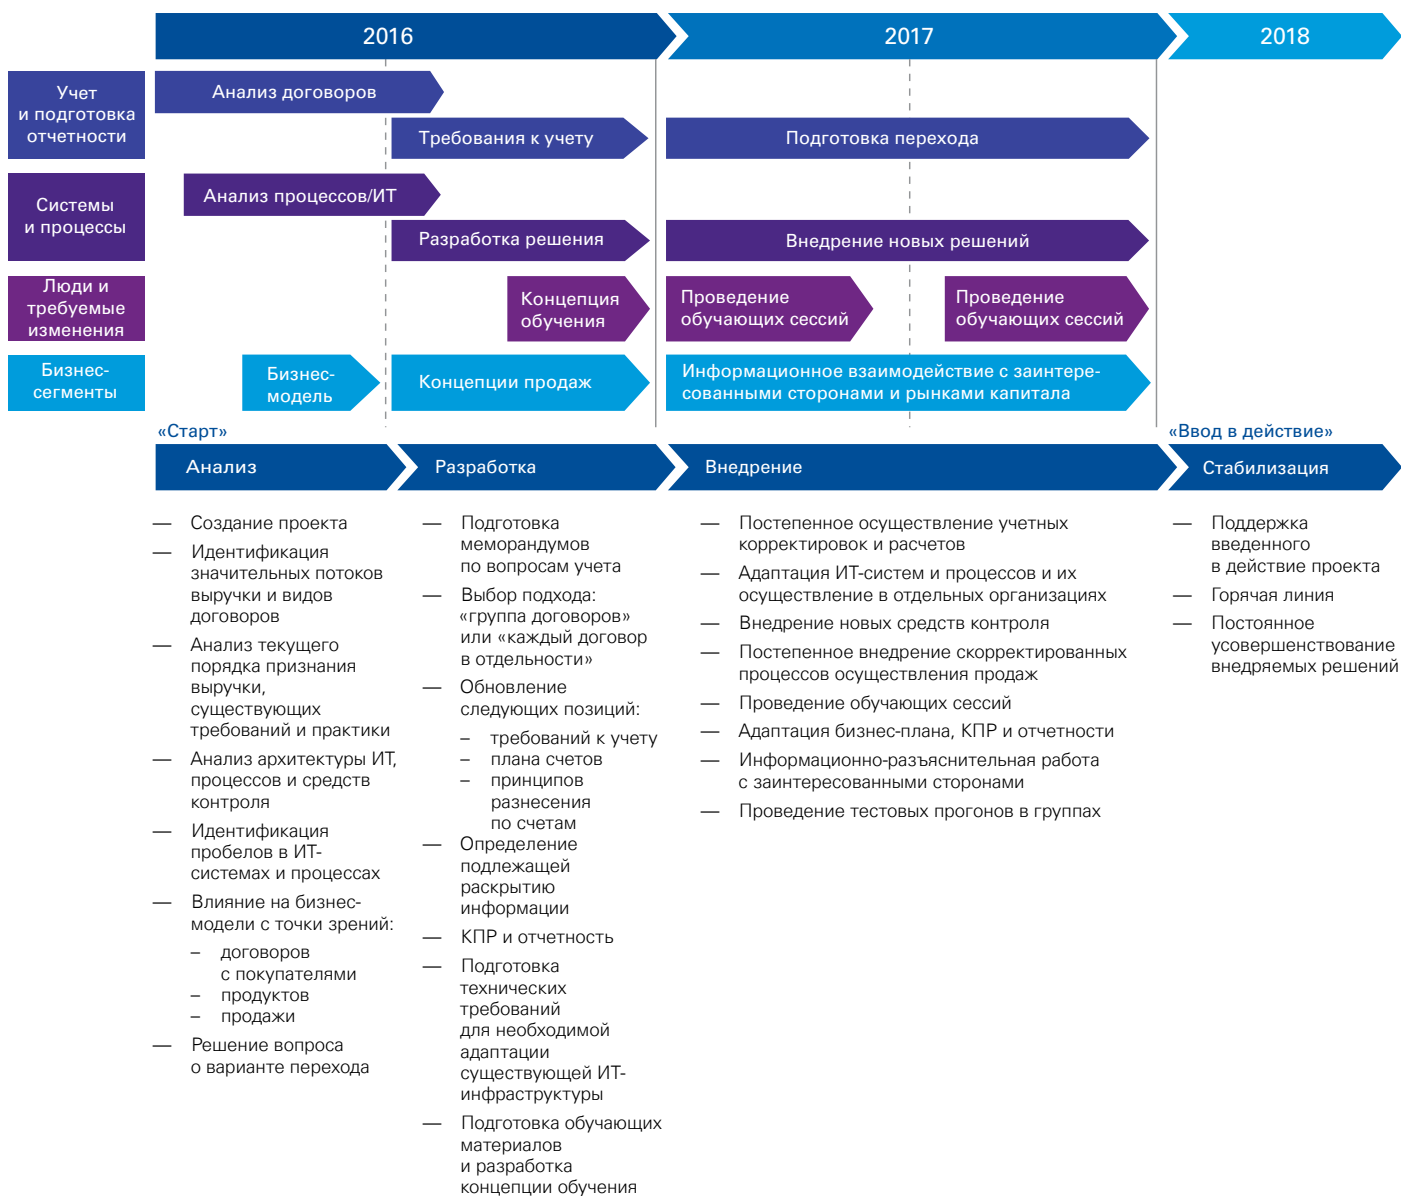 2016
2017
2018
Учет
и подготовка
отчетности
Анализ договоров
Требования к учету
Подготовка перехода
Системы
и процессы
Анализ процессов/ИТ
Разработка решения
Внедрение новых решений
Люди и
требуемые
изменения
Концепция
обучения
Проведение
обучающих сессий
Проведение
обучающих сессий
Бизнес-
сегменты
Бизнес-
модель
Концепции продаж
Информационное взаимодействие с заинтере-
сованными сторонами и рынками капитала
«Старт»
«Ввод в действие»
Анализ
Разработка
Внедрение
Стабилизация
— Создание проекта
— Идентификация
значительных потоков
выручки и видов
договоров
— Анализ текущего
порядка признания
выручки,
существующих
требований и практики
— Анализ архитектуры ИТ,
процессов и средств
контроля
— Идентификация
пробелов в ИТ-
системах и процессах
— Влияние на бизнес-
модели с точки зрений:
– договоров
с покупателями
– продуктов
– продажи
— Решение вопроса
о варианте перехода
— Подготовка
меморандумов
по вопросам учета
— Выбор подхода:
«группа договоров»
или «каждый договор
в отдельности»
— Обновление
следующих позиций:
– требований к учету
– плана счетов
– принципов
разнесения
по счетам
— Определение
подлежащей
раскрытию
информации
— КПР и отчетность
— Подготовка
технических
требований
для необходимой
адаптации
существующей ИТ-
инфраструктуры
— Подготовка обучающих
материалов
и разработка
концепции обучения
— Постепенное осуществление учетных
корректировок и расчетов
— Адаптация ИТ-систем и процессов и их
осуществление в отдельных организациях
— Внедрение новых средств контроля
— Постепенное внедрение скорректированных
процессов осуществления продаж
— Проведение обучающих сессий
— Адаптация бизнес-плана, КПР и отчетности
— Информационно-разъяснительная работа
с заинтересованными сторонами
— Проведение тестовых прогонов в группах
— Поддержка
введенного
в действие проекта
— Горячая линия
— Постоянное
усовершенствование
внедряемых решений